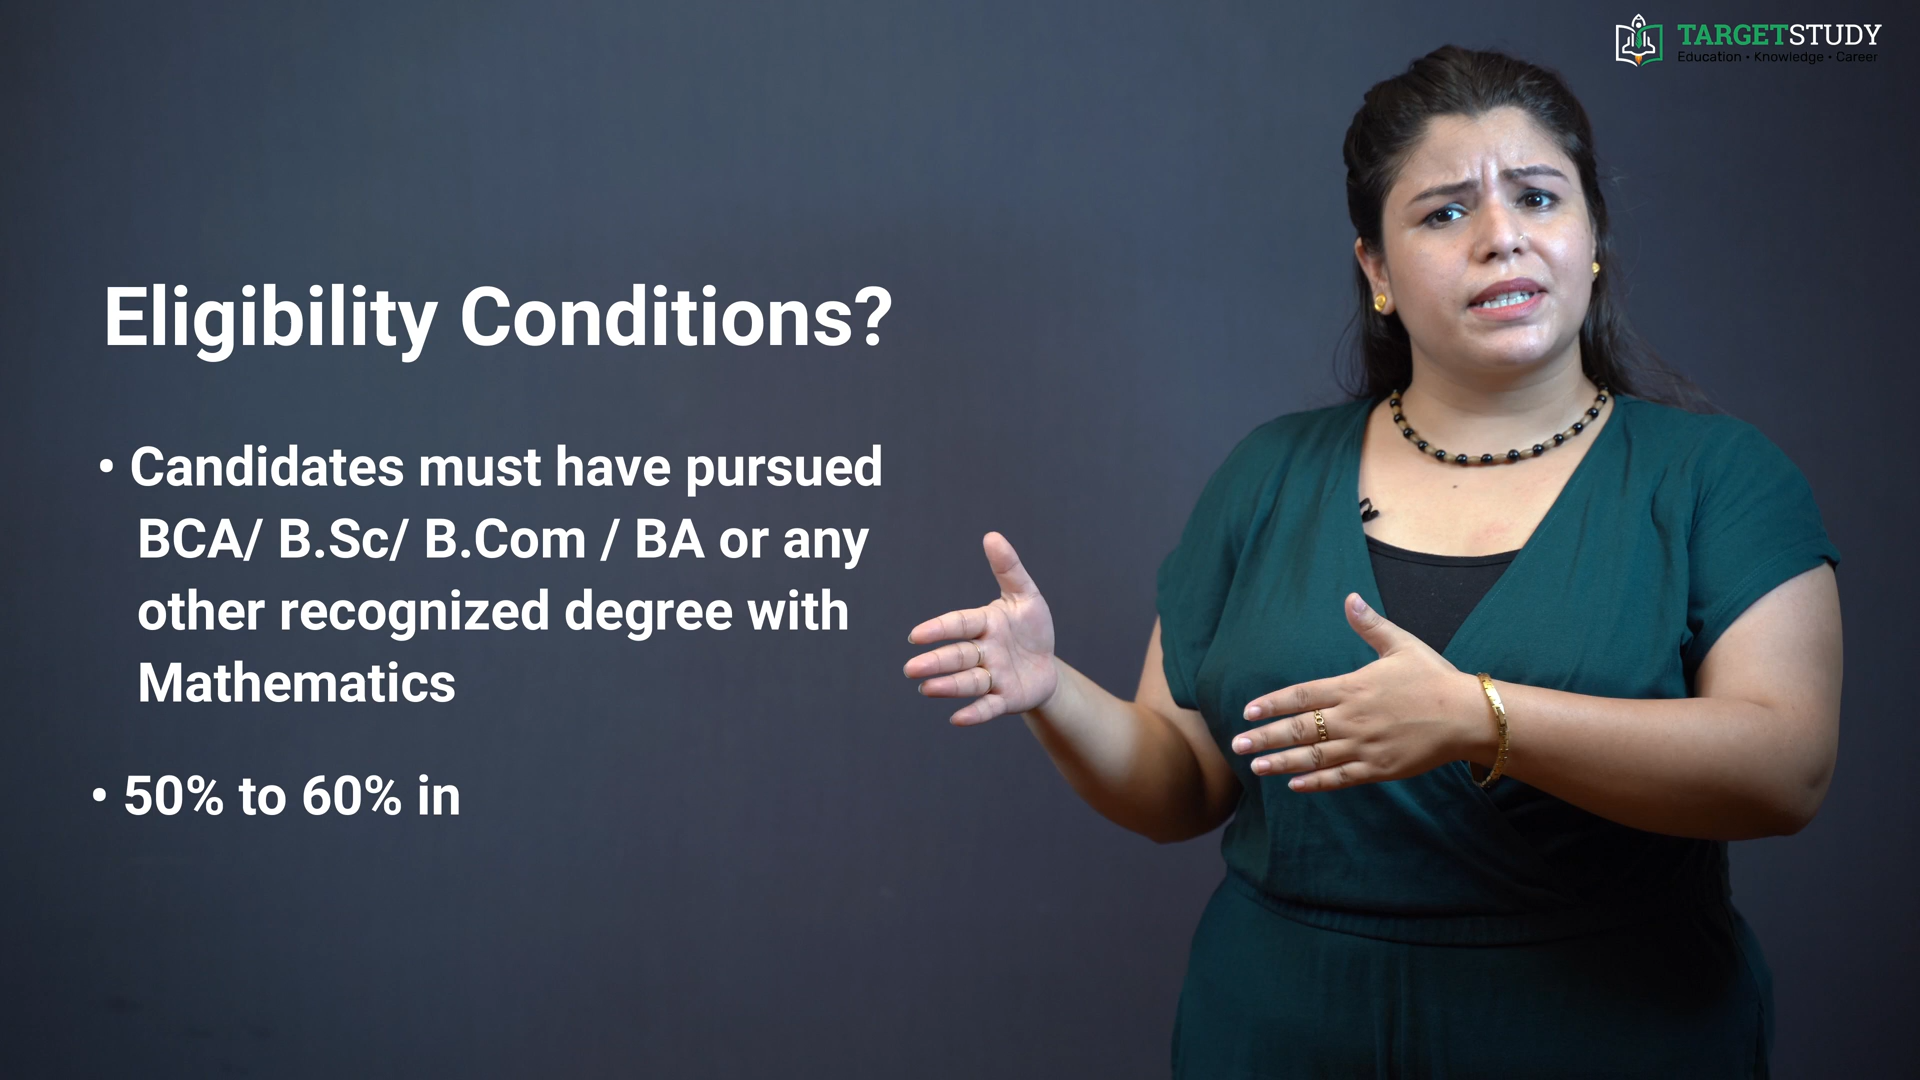 TARGETSTUDY
Education • Knowledge • Career
Eligibility Conditions?
• Candidates must have pursued
BCA/ B.Sc/ B.Com / BA or any
other recognized degree with
Mathematics
• 50% to 60% in